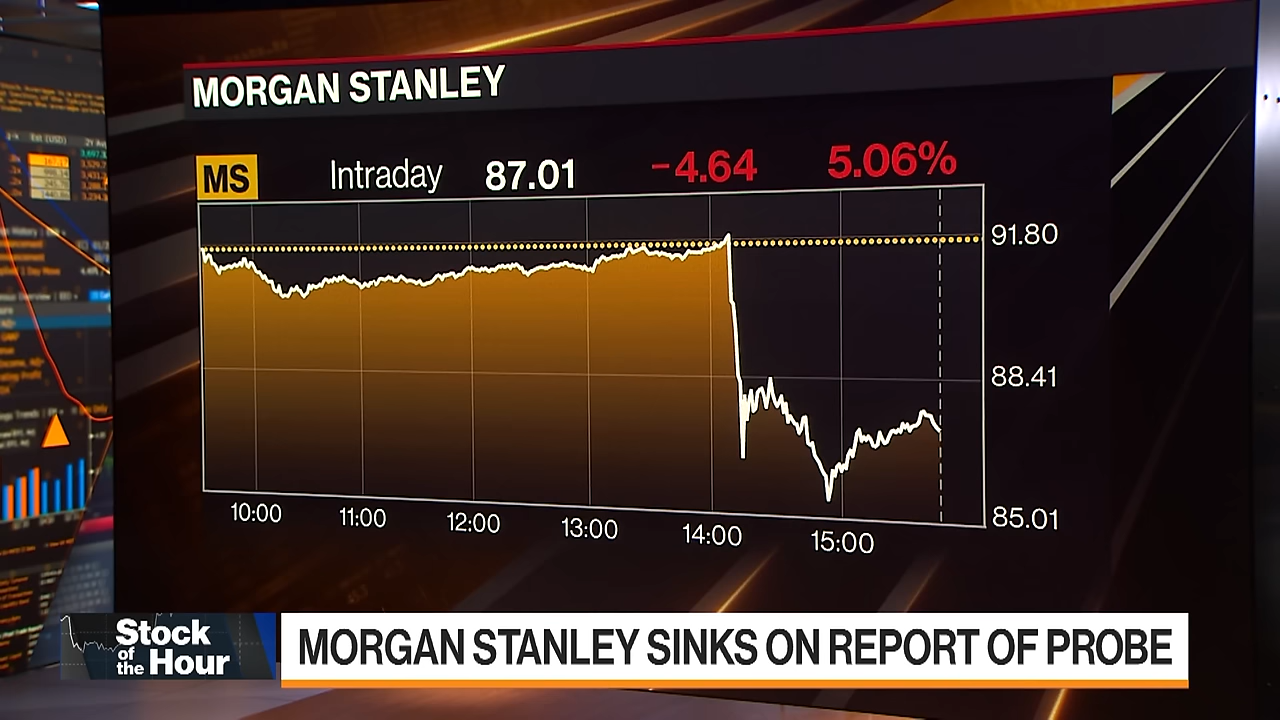 MORGAN STANLEY
MS Intraday 87.01 -4.64 5.06%
91.80
88.41
85.01
10:00 11:00 12:00 13:00 14:00 15:00
Stock of the Hour
MORGAN STANLEY SINKS ON REPORT OF PROBE